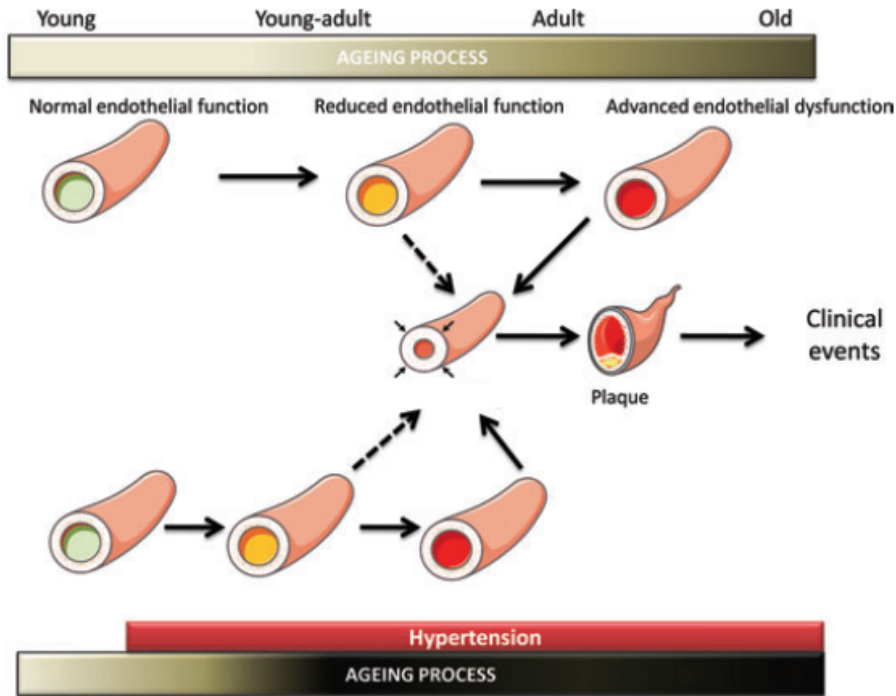 Young Young-adult Adult Old
AGEING PROCESS
Normal endothelial function Reduced endothelial function Advanced endothelial dysfunction
Clinical
events
Plaque
Hypertension
AGEING PROCESS